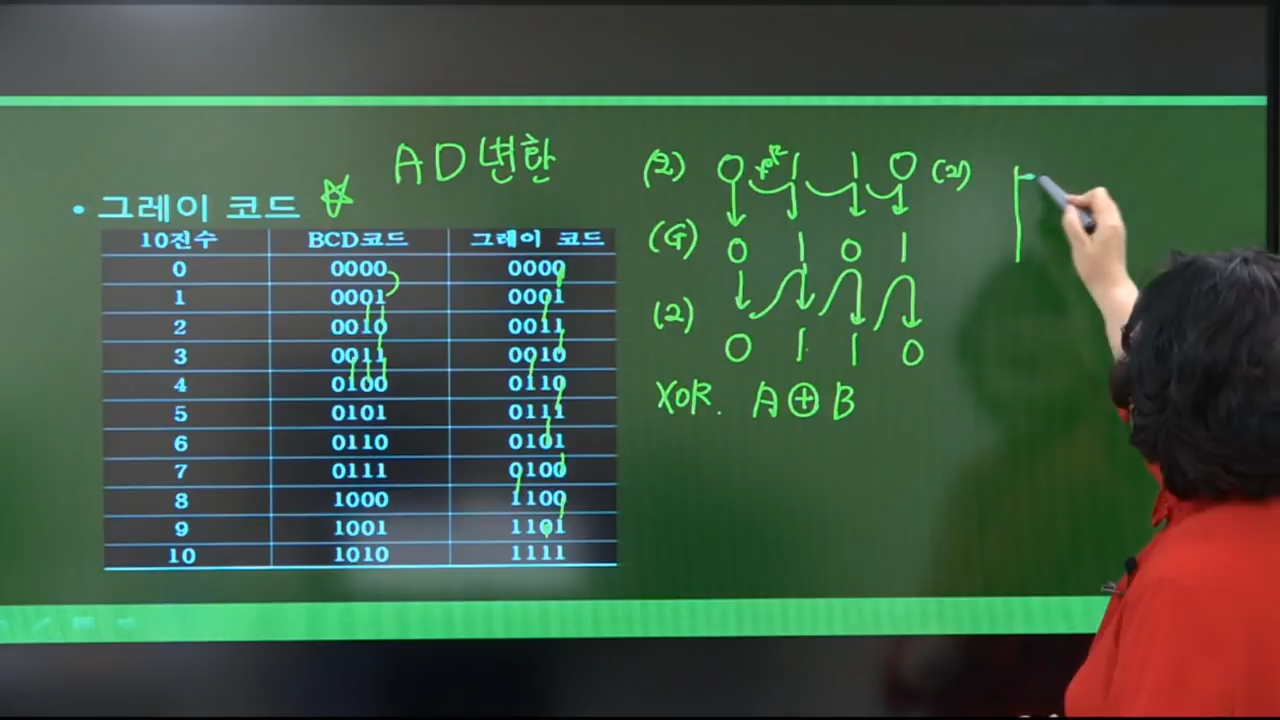 AD변환
• 그레이 코드 ☆
10진수 BCD코드 그레이 코드
0 0000 0000
1 0001 0001
2 0010 0011
3 0011 0010
4 0100 0110
5 0101 0111
6 0110 0101
7 0111 0100
8 1000 1100
9 1001 1101
10 1010 1111
(2) 0 XOR 1 1 0 (2)
(G) 0 1 0 1
(2) 0 1 1 0
XOR. A ⊕ B